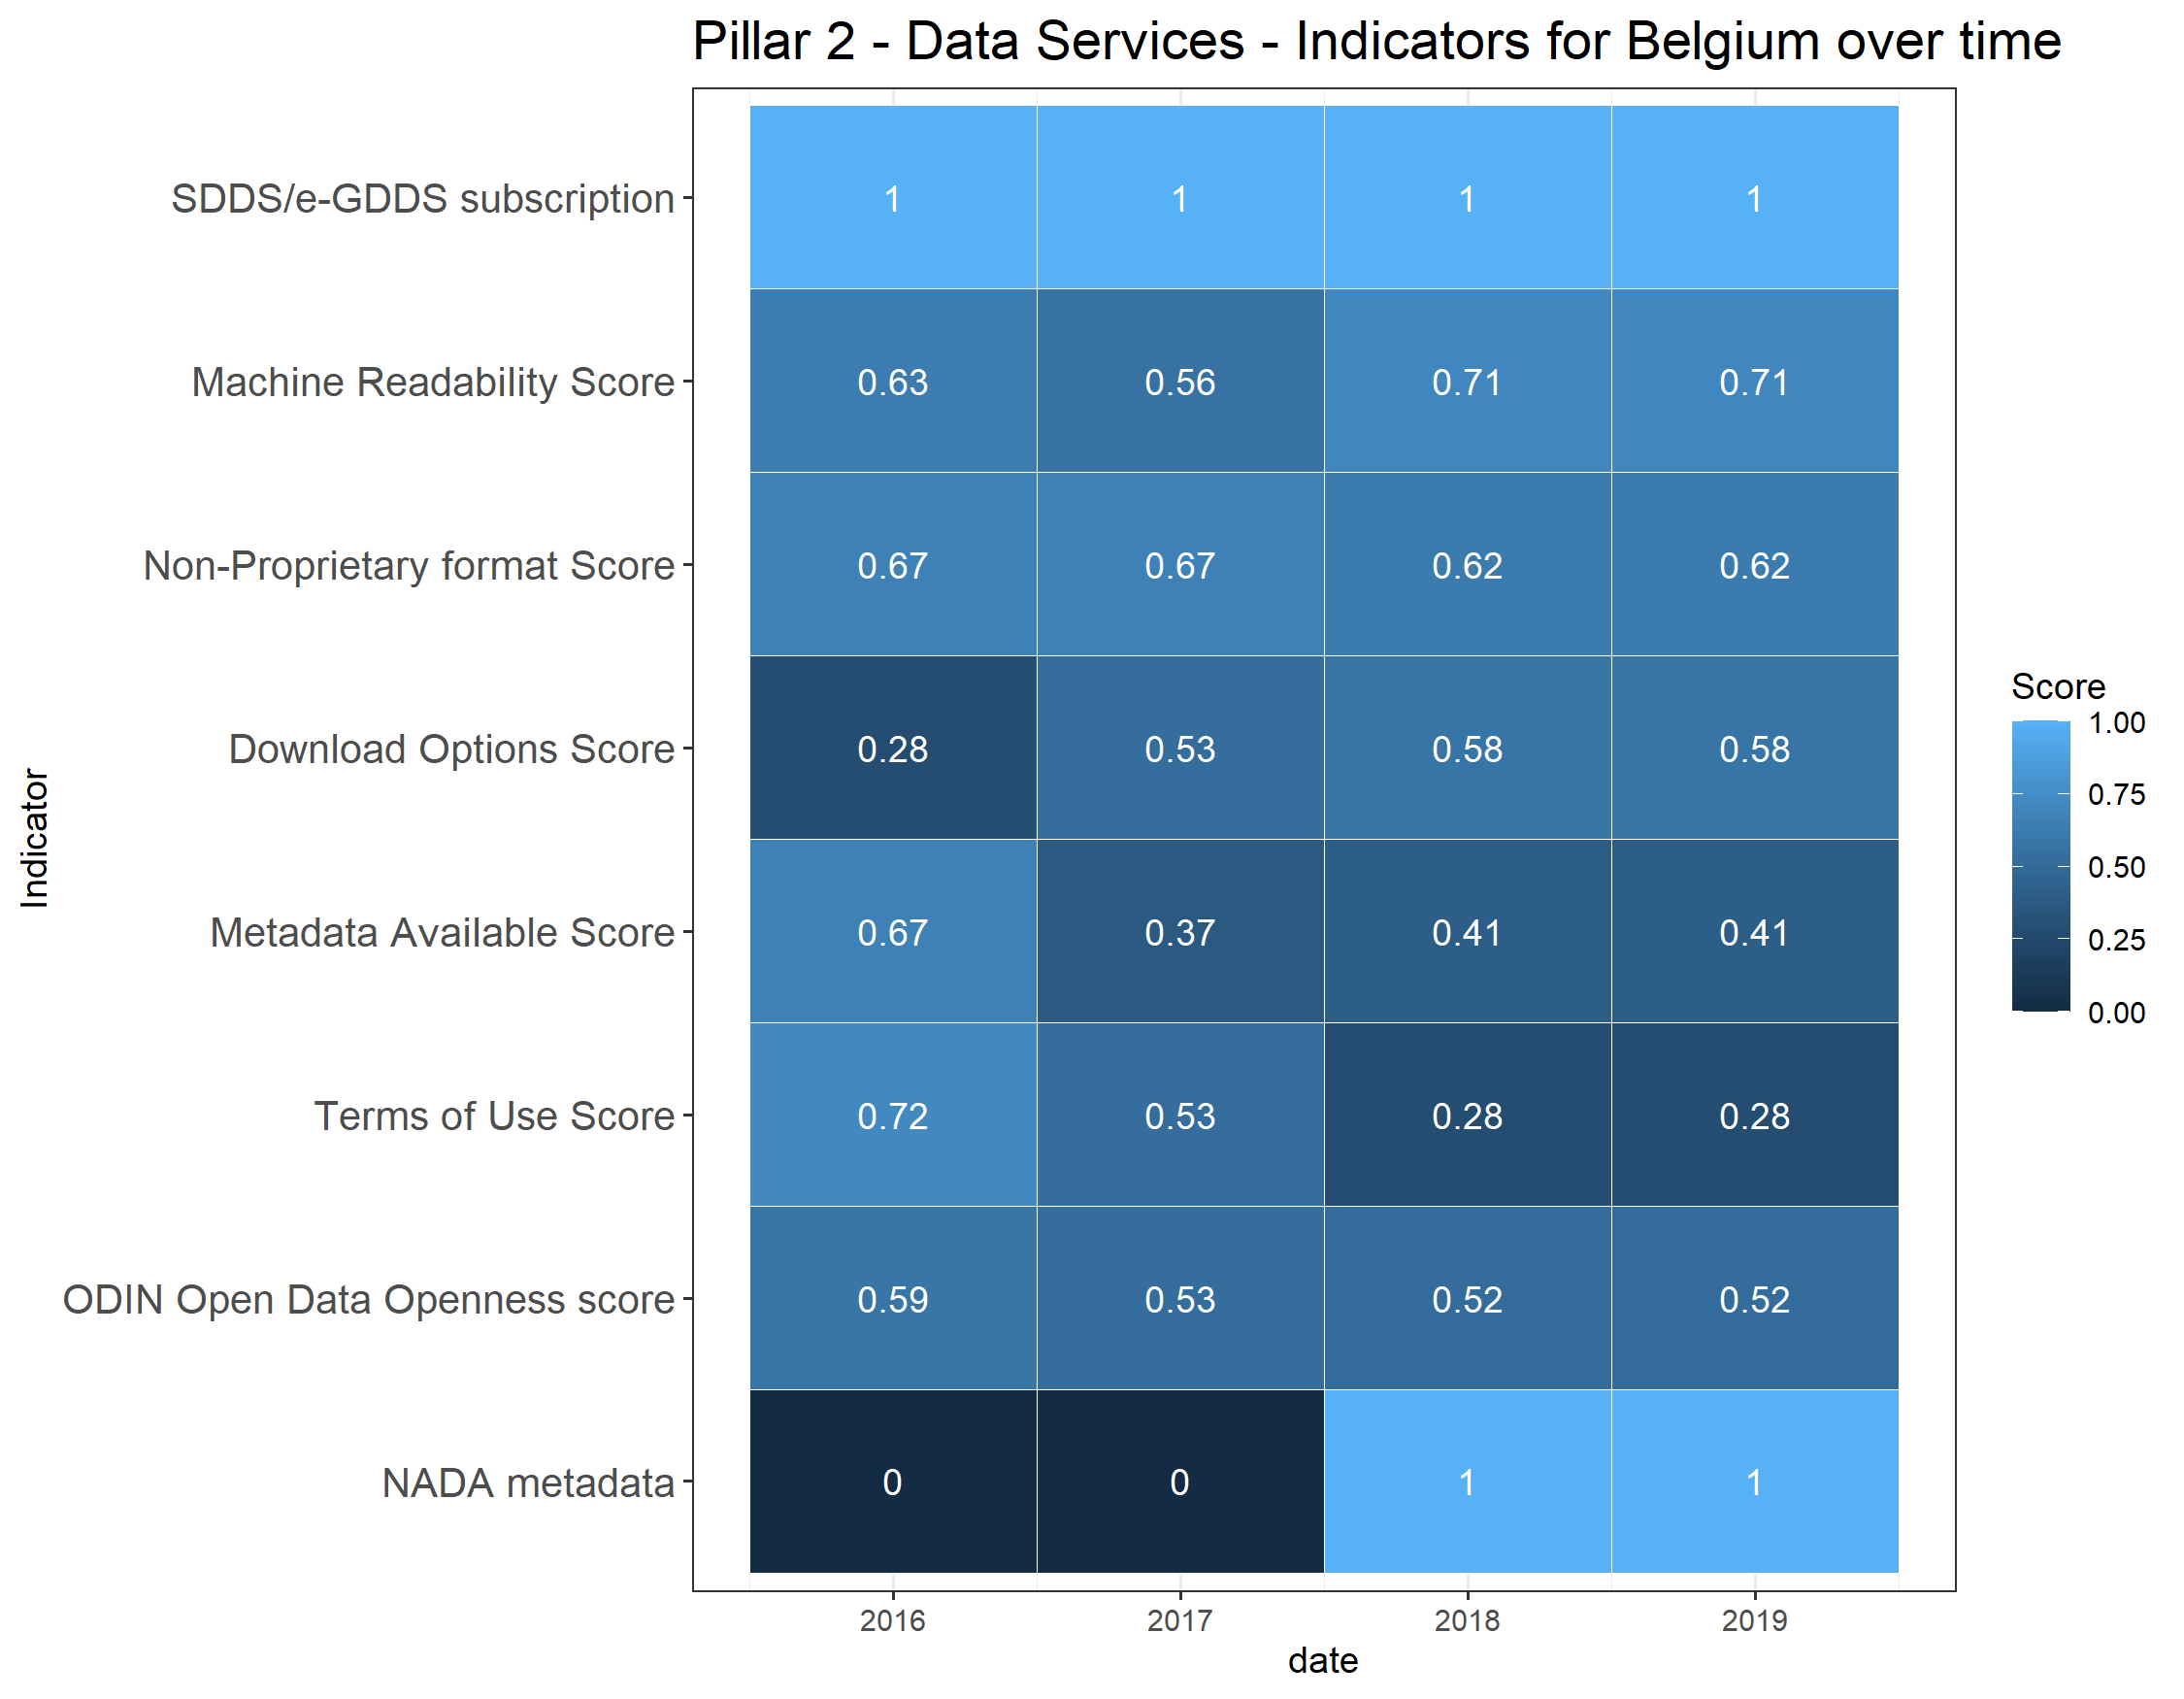 Pillar 2 - Data Services - Indicators for Belgium over time
Indicator
SDDS/e-GDDS subscription 1 1 1 1
Machine Readability Score 0.63 0.56 0.71 0.71
Non-Proprietary format Score 0.67 0.67 0.62 0.62
Download Options Score 0.28 0.53 0.58 0.58
Metadata Available Score 0.67 0.37 0.41 0.41
Terms of Use Score 0.72 0.53 0.28 0.28
ODIN Open Data Openness score 0.59 0.53 0.52 0.52
NADA metadata 0 0 1 1
2016 2017 2018 2019
date
Score
1.00
0.75
0.50
0.25
0.00